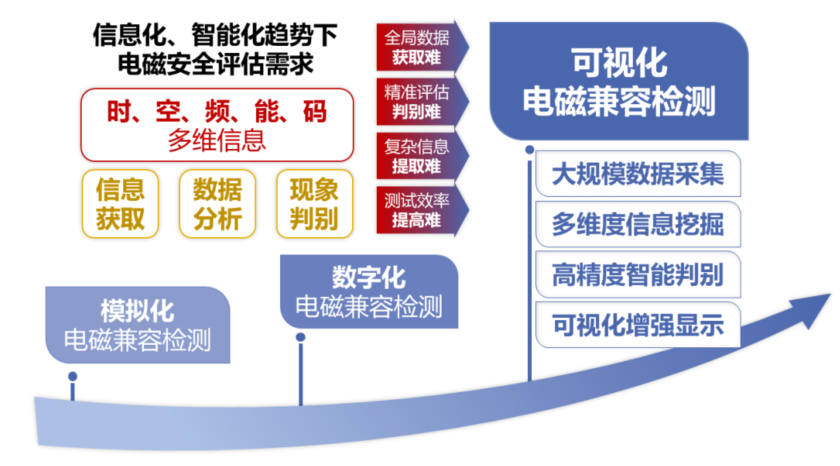 信息化、智能化趋势下
电磁安全评估需求
时、空、频、能、码
多维信息
信息
获取
数据
分析
现象
判别
全局数据
获取难
精准评估
判别难
复杂信息
提取难
测试效率
提高难
可视化
电磁兼容检测
大规模数据采集
多维度信息挖掘
高精度智能判别
可视化增强显示
数字化
电磁兼容检测
模拟化
电磁兼容检测